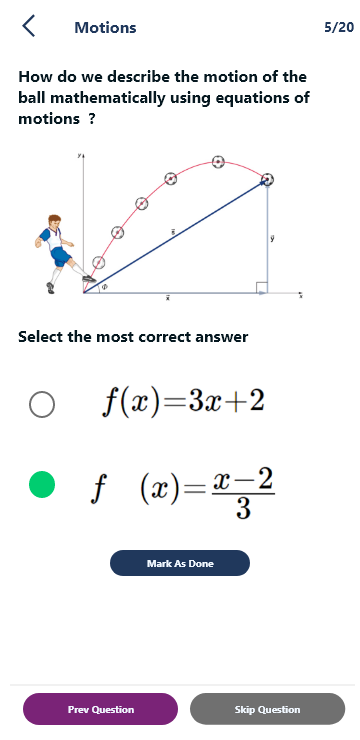 Motions
5/20
How do we describe the motion of the
ball mathematically using equations of
motions ?
y
s
y
Φ
x
x
Select the most correct answer
f(x)=3x+2
f (x)=\frac{x-2}{3}
Mark As Done
Prev Question
Skip Question